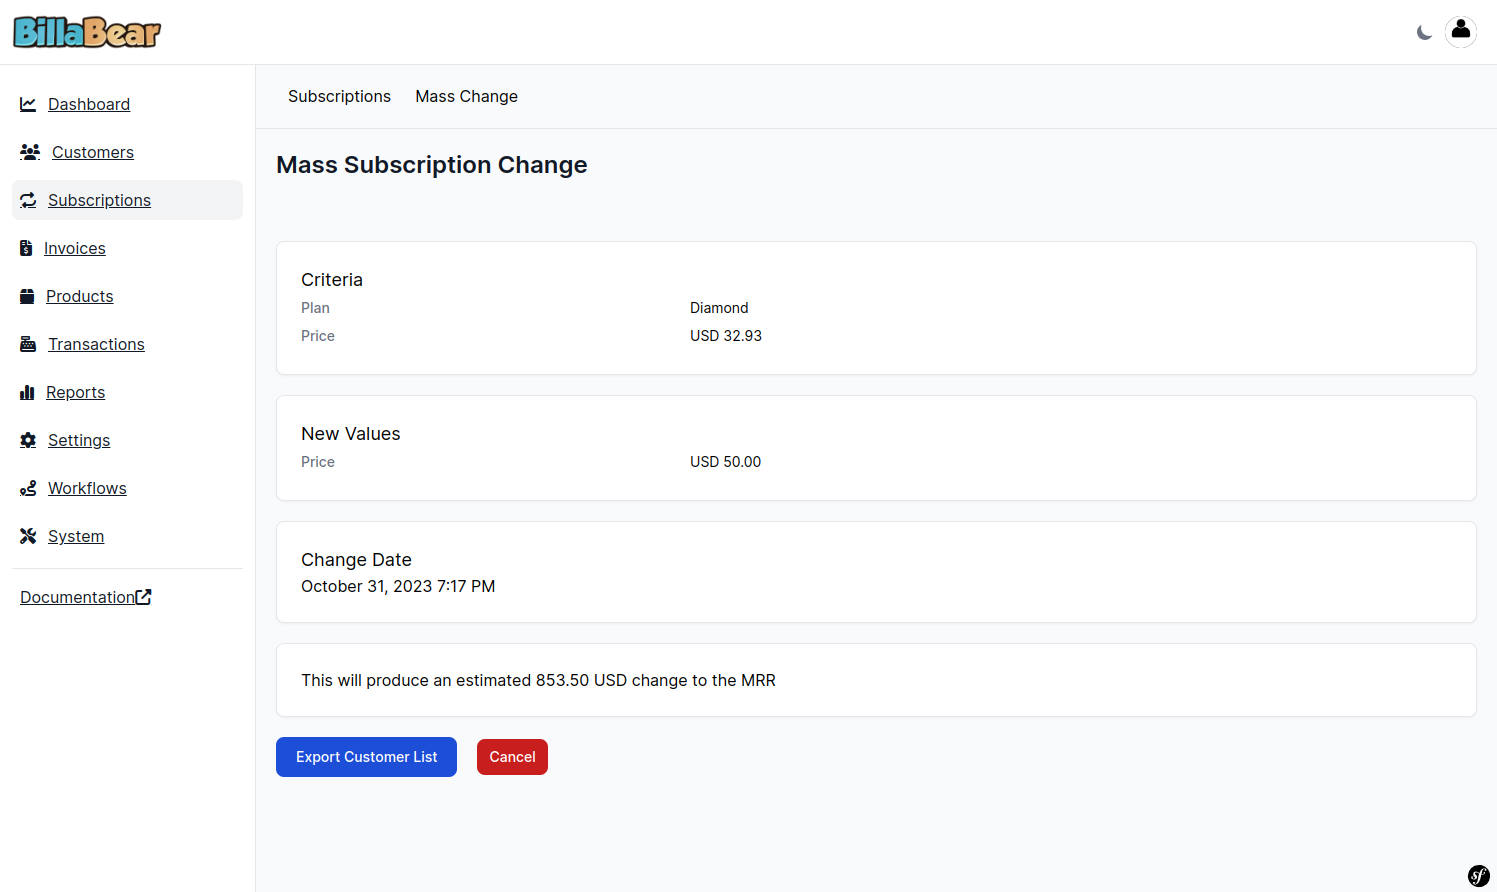 BillaBear
Dashboard
Customers
Subscriptions
Invoices
Products
Transactions
Reports
Settings
Workflows
System
Documentation
Subscriptions Mass Change
Mass Subscription Change
Criteria
Plan Diamond
Price USD 32.93
New Values
Price USD 50.00
Change Date
October 31, 2023 7:17 PM
This will produce an estimated 853.50 USD change to the MRR
Export Customer List Cancel
sf